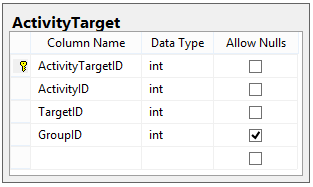 ActivityTarget
Column Name Data Type Allow Nulls
ActivityTargetID int
ActivityID int
TargetID int
GroupID int